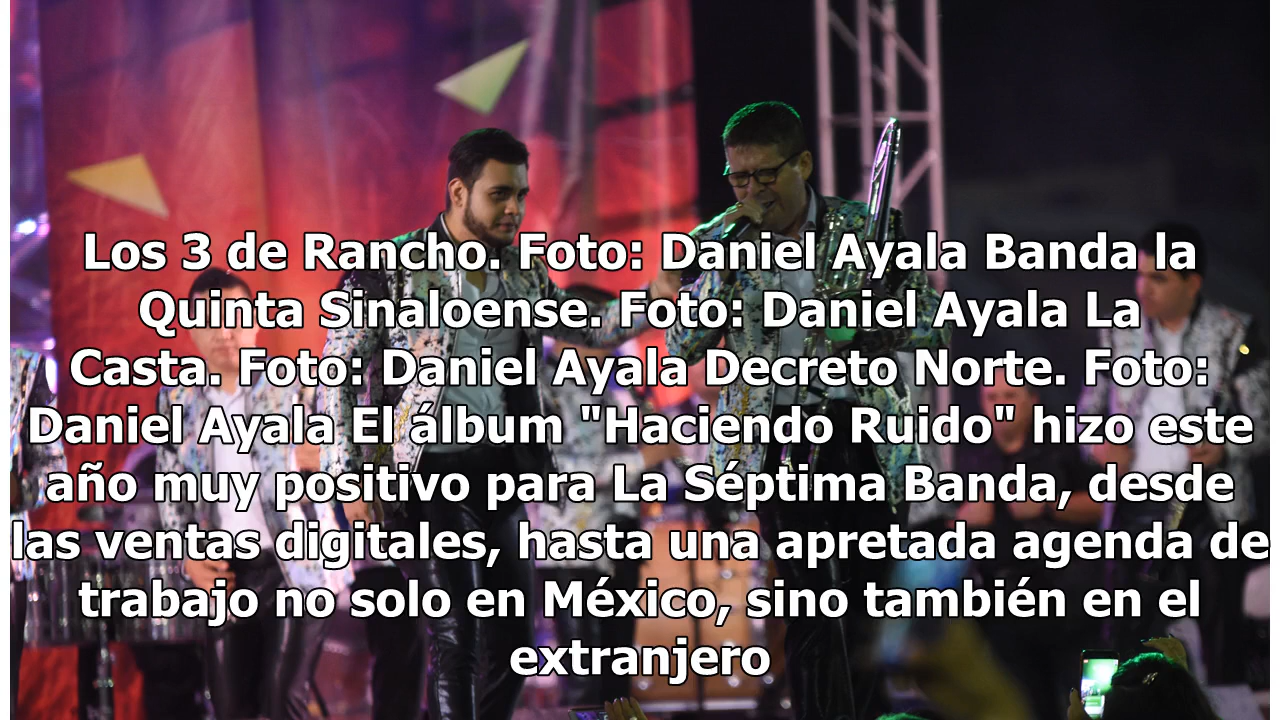 Los 3 de Rancho. Foto: Daniel Ayala Banda la
Quinta Sinaloense. Foto: Daniel Ayala La
Casta. Foto: Daniel Ayala Decreto Norte. Foto:
Daniel Ayala El álbum "Haciendo Ruido" hizo este
año muy positivo para La Séptima Banda, desde
las ventas digitales, hasta una apretada agenda de
trabajo no solo en México, sino también en el
extranjero